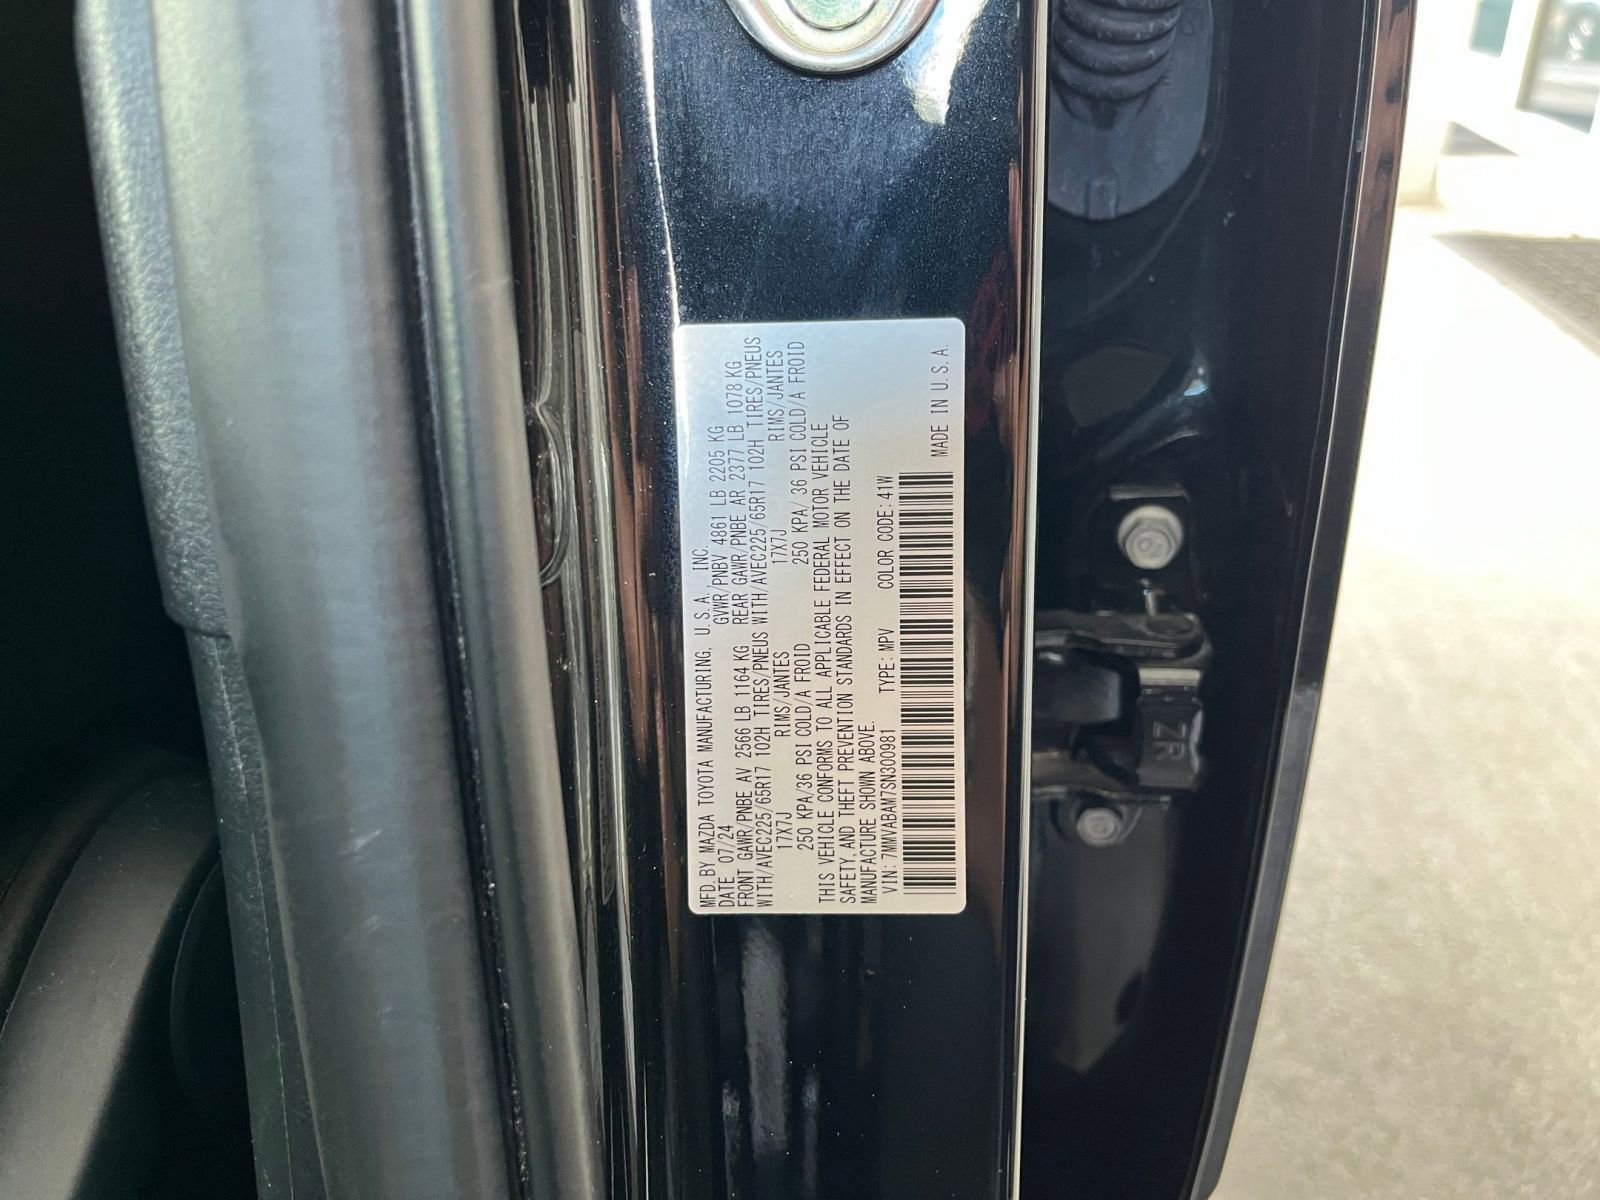 MFD. BY MAZDA TOYOTA MANUFACTURING, U.S.A., INC.
DATE 07/24 GVWR/PNBV 4861 LB 2205 KG
FRONT GAWR/PNBE AV 2566 LB 1164 KG REAR GAWR/PNBE AR 2377 LB 1078 KG
WITH/AVEC225/65R17 102H TIRES/PNEUS WITH/AVEC225/65R17 102H TIRES/PNEUS
17X7J RIMS/JANTES 17X7J RIMS/JANTES
250 KPA/36 PSI COLD/A FROID 250 KPA/ 36 PSI COLD/A FROID
THIS VEHICLE CONFORMS TO ALL APPLICABLE FEDERAL MOTOR VEHICLE
SAFETY, AND THEFT PREVENTION STANDARDS IN EFFECT ON THE DATE OF
MANUFACTURE SHOWN ABOVE.
VIN: 7MMVABAM7SN300981 TYPE: MPV COLOR CODE: 41W
MADE IN U.S.A.
ZR